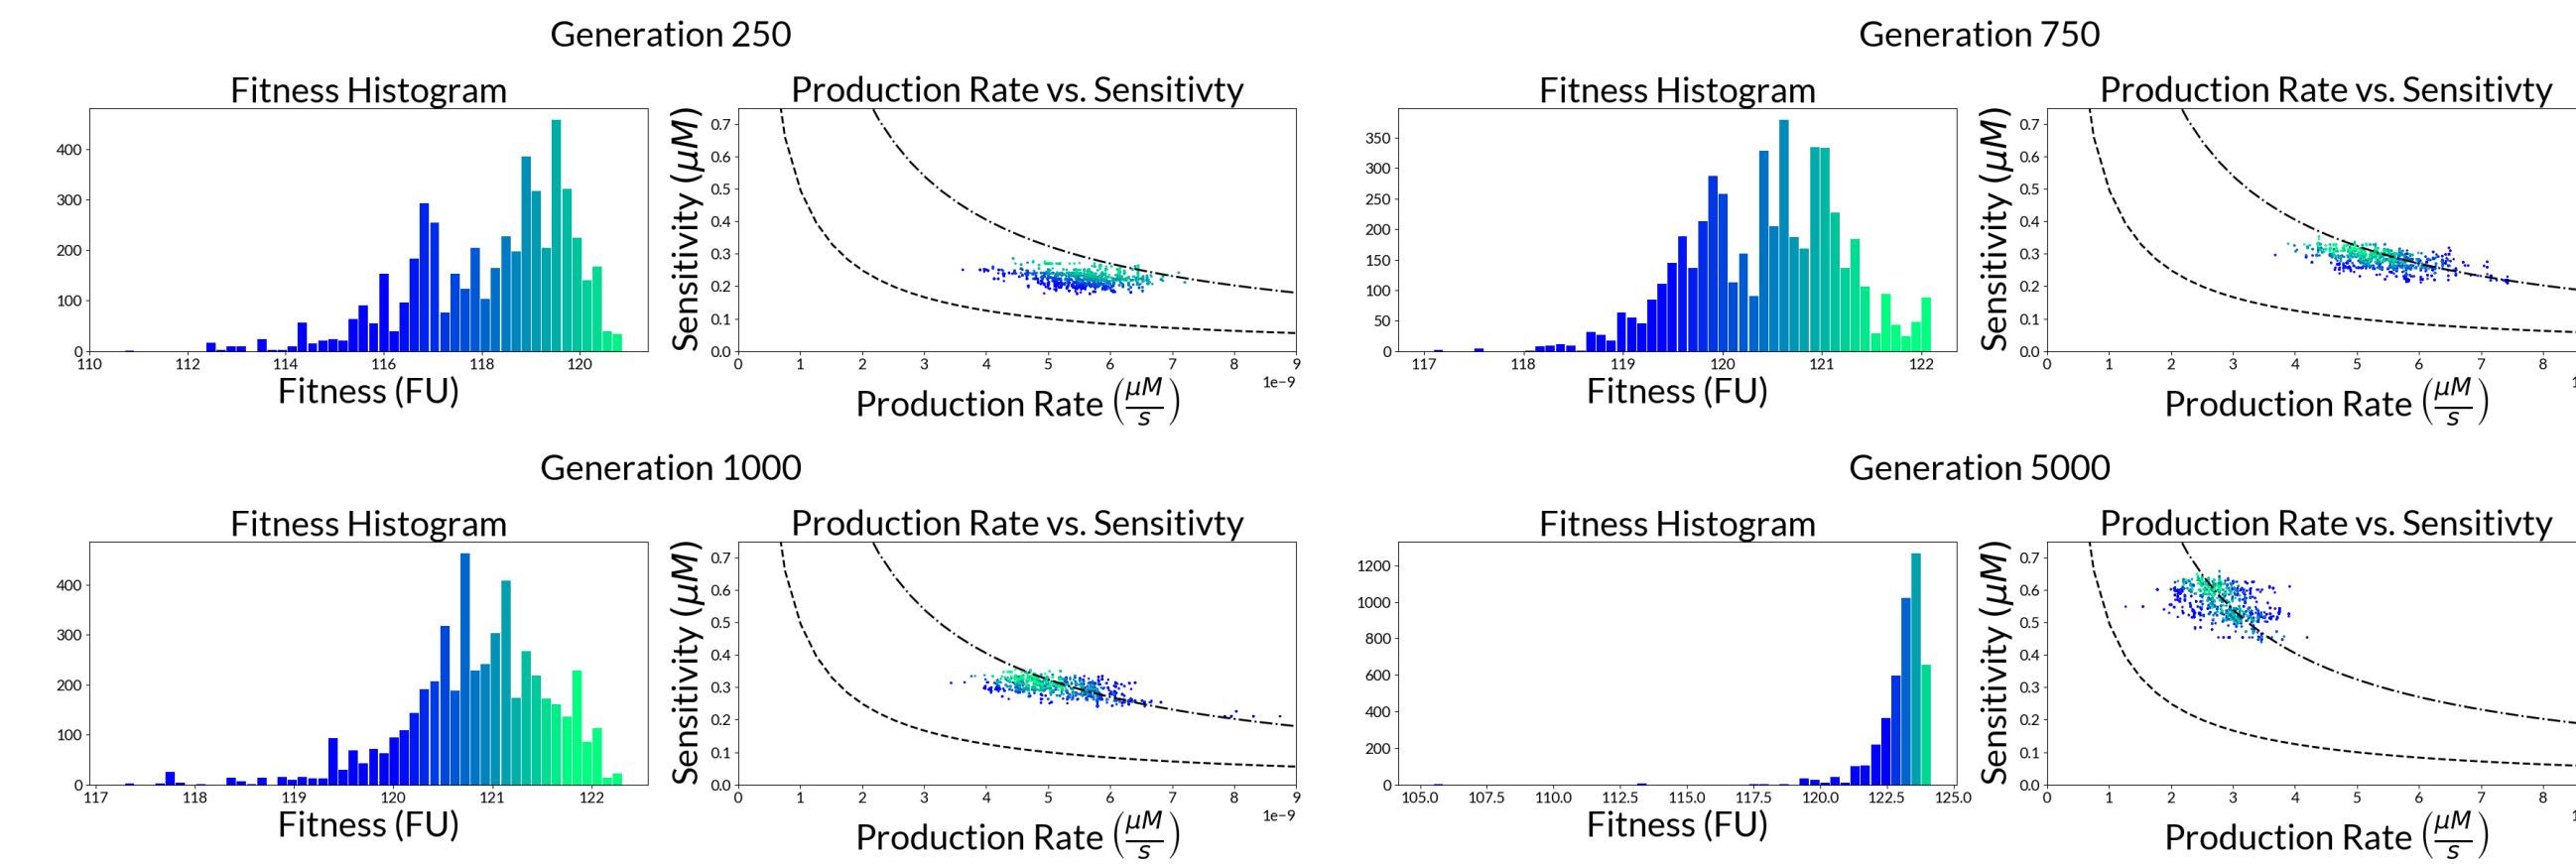 Generation 250
Generation 750
Fitness Histogram
Production Rate vs. Sensitivty
Fitness Histogram
Production Rate vs. Sensitivty
400
300
200
100
0
110 112 114 116 118 120
Fitness (FU)
Sensitivity (μM)
0.7
0.6
0.5
0.4
0.3
0.2
0.1
0.0
0 1 2 3 4 5 6 7 8 9
1e−9
Production Rate (μM/s)
350
300
250
200
150
100
50
0
117 118 119 120 121 122
Fitness (FU)
Sensitivity (μM)
0.7
0.6
0.5
0.4
0.3
0.2
0.1
0.0
0 1 2 3 4 5 6 7 8
Production Rate (μM/s)
Generation 1000
Generation 5000
Fitness Histogram
Production Rate vs. Sensitivty
Fitness Histogram
Production Rate vs. Sensitivty
400
300
200
100
0
117 118 119 120 121 122
Fitness (FU)
Sensitivity (μM)
0.7
0.6
0.5
0.4
0.3
0.2
0.1
0.0
0 1 2 3 4 5 6 7 8 9
1e−9
Production Rate (μM/s)
1200
1000
800
600
400
200
0
105.0 107.5 110.0 112.5 115.0 117.5 120.0 122.5 125.0
Fitness (FU)
Sensitivity (μM)
0.7
0.6
0.5
0.4
0.3
0.2
0.1
0.0
0 1 2 3 4 5 6 7 8
Production Rate (μM/s)